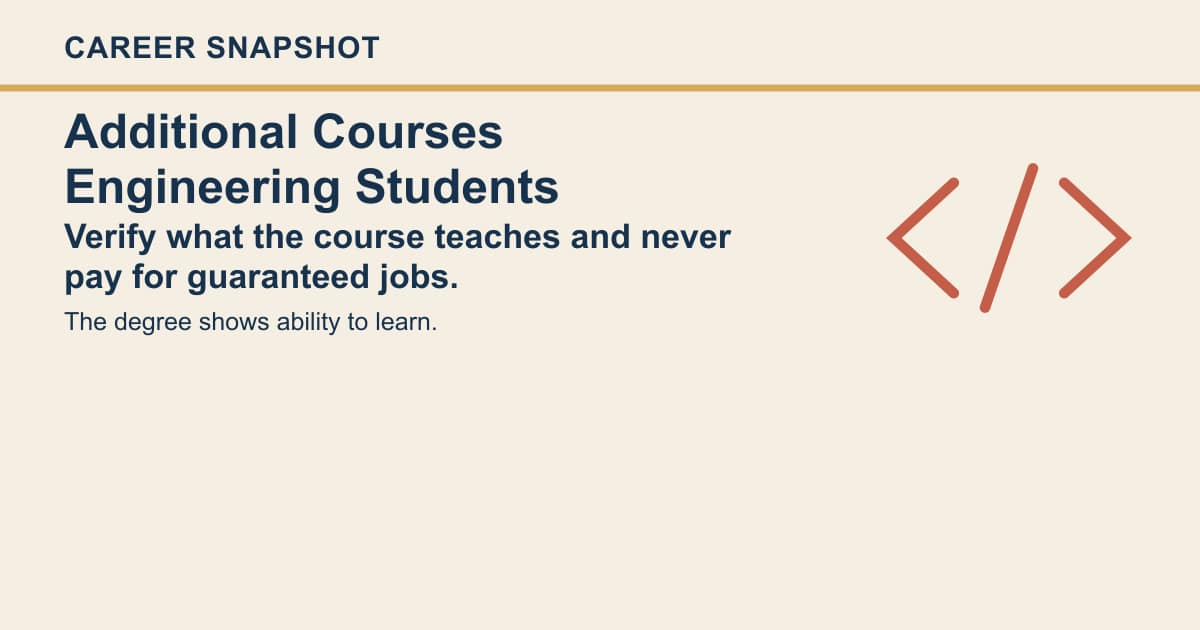 CAREER SNAPSHOT
Additional Courses
Engineering Students
Verify what the course teaches and never
pay for guaranteed jobs.
The degree shows ability to learn.